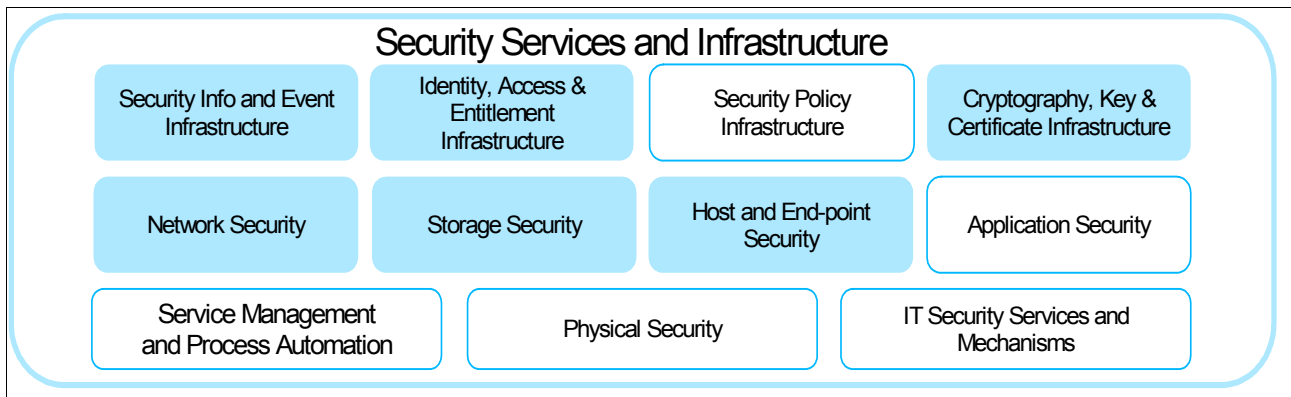 Security Services and Infrastructure
Security Info and Event
Infrastructure
Identity, Access &
Entitlement
Infrastructure
Security Policy
Infrastructure
Cryptography, Key &
Certificate Infrastructure
Network Security
Storage Security
Host and End-point
Security
Application Security
Service Management
and Process Automation
Physical Security
IT Security Services and
Mechanisms